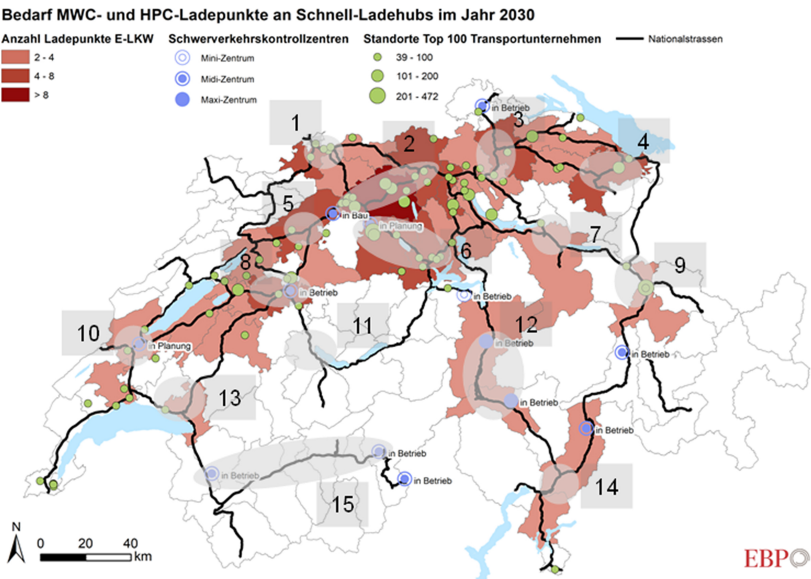 Bedarf MWC- und HPC-Ladepunkte an Schnell-Ladehubs im Jahr 2030
Anzahl Ladepunkte E-LKW
2 - 4
4 - 8
> 8
Schwerverkehrskontrollzentren
Mini-Zentrum
Midi-Zentrum
Maxi-Zentrum
Standorte Top 100 Transportunternehmen
39 - 100
101 - 200
201 - 472
Nationalstrassen
in Betrieb
1
3
2
4
5
in Bau
in Planung
6
7
8
9
in Betrieb
in Betrieb
10
11
12
in Planung
in Betrieb
in Betrieb
13
in Betrieb
in Betrieb
in Betrieb
in Betrieb
in Betrieb
14
15
N
0 20 40
km
EBP